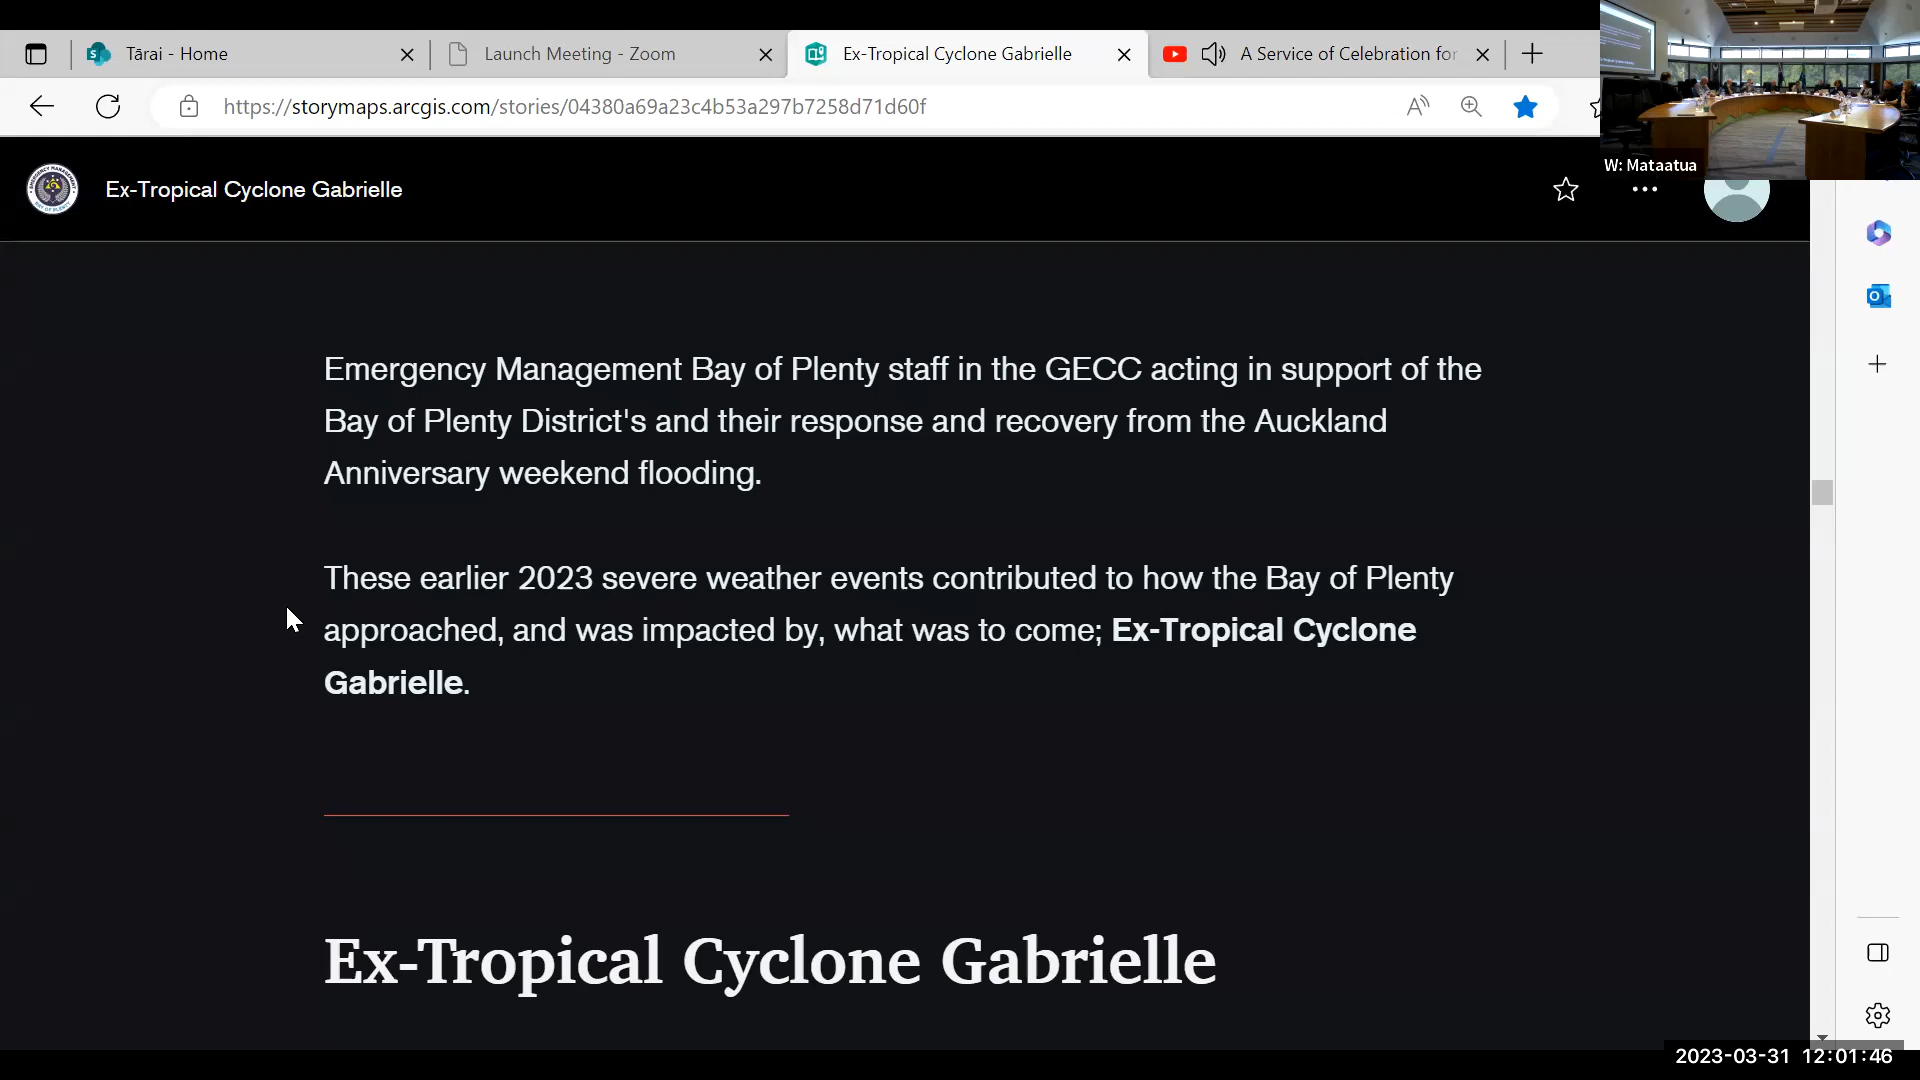 Tārai - Home
Launch Meeting - Zoom
Ex-Tropical Cyclone Gabrielle
A Service of Celebration for
https://storymaps.arcgis.com/stories/04380a69a23c4b53a297b7258d71d60f
W: Mataatua
Ex-Tropical Cyclone Gabrielle
Emergency Management Bay of Plenty staff in the GECC acting in support of the
Bay of Plenty District's and their response and recovery from the Auckland
Anniversary weekend flooding.
These earlier 2023 severe weather events contributed to how the Bay of Plenty
approached, and was impacted by, what was to come; Ex-Tropical Cyclone
Gabrielle.
Ex-Tropical Cyclone Gabrielle
2023-03-31 12:01:46